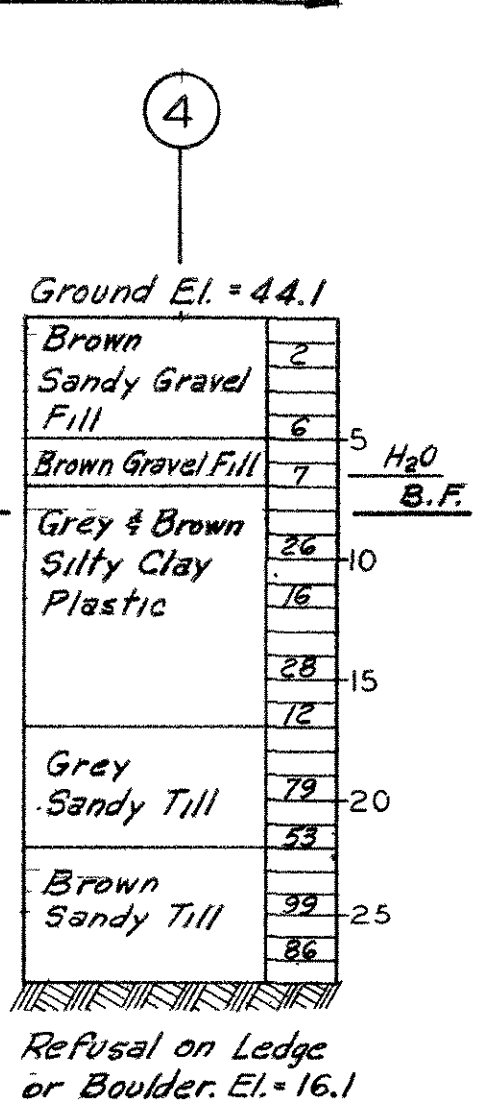 4
Ground El. = 44.1
Brown
Sandy Gravel
Fill
2
6
5
Brown Gravel Fill
7
H₂O
B.F.
Grey & Brown
Silty Clay
Plastic
26
10
16
28
15
12
Grey
Sandy Till
79
20
53
Brown
Sandy Till
99
25
86
Refusal on Ledge
or Boulder. El. = 16.1